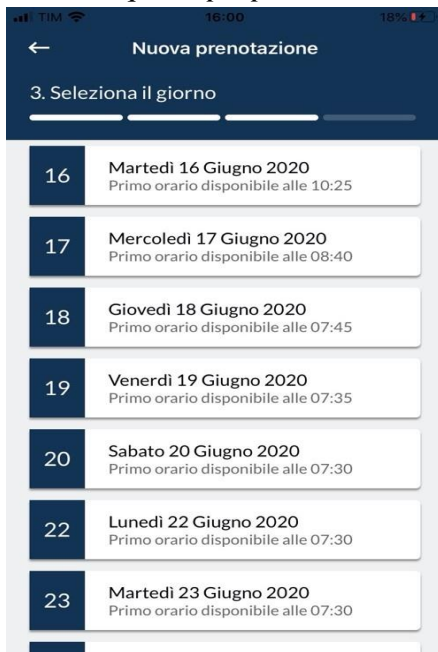 TIM 16:00 18%
Nuova prenotazione
3. Seleziona il giorno
16 Martedì 16 Giugno 2020
Primo orario disponibile alle 10:25
17 Mercoledì 17 Giugno 2020
Primo orario disponibile alle 08:40
18 Giovedì 18 Giugno 2020
Primo orario disponibile alle 07:45
19 Venerdì 19 Giugno 2020
Primo orario disponibile alle 07:35
20 Sabato 20 Giugno 2020
Primo orario disponibile alle 07:30
22 Lunedì 22 Giugno 2020
Primo orario disponibile alle 07:30
23 Martedì 23 Giugno 2020
Primo orario disponibile alle 07:30